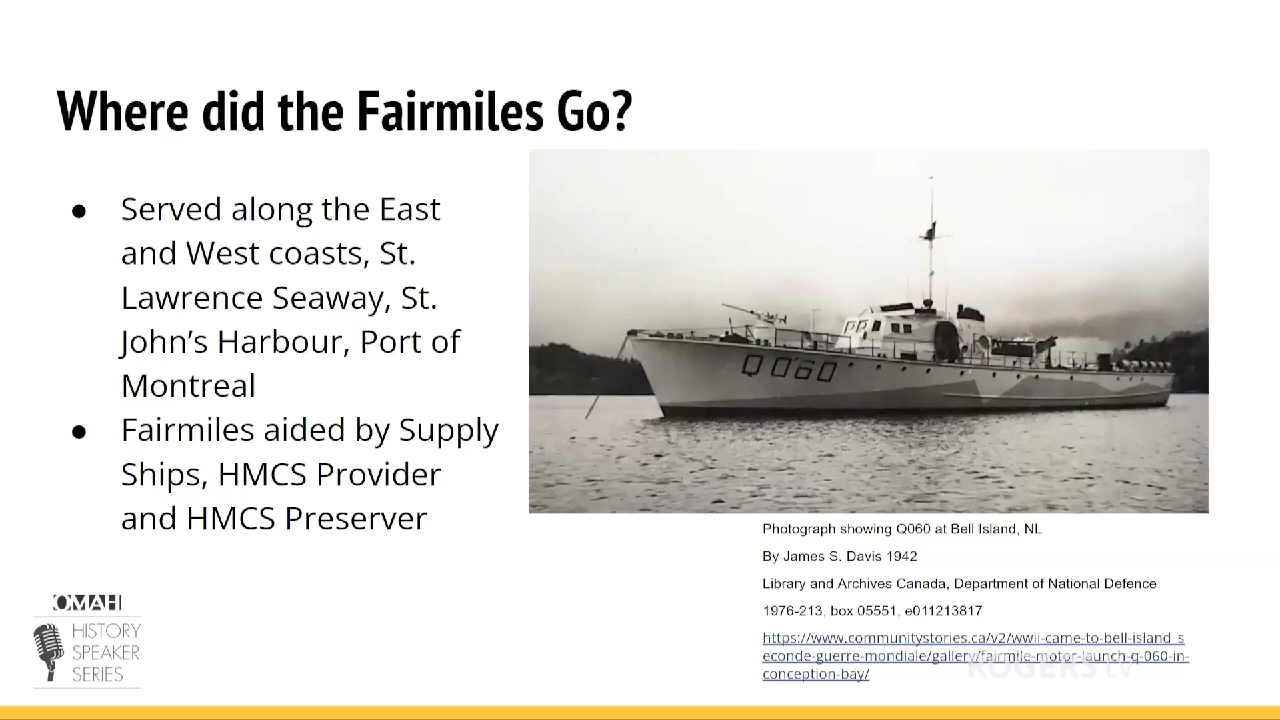 Where did the Fairmiles Go?
● Served along the East
and West coasts, St.
Lawrence Seaway, St.
John's Harbour, Port of
Montreal
● Fairmiles aided by Supply
Ships, HMCS Provider
and HMCS Preserver
Q060
Photograph showing Q060 at Bell Island, NL
By James S. Davis 1942
Library and Archives Canada, Department of National Defence
1976-213, box 05551, e011213817
https://www.communitystories.ca/v2/wwii-came-to-bell-island_s
econde-guerre-mondiale/gallery/fairmile-motor-launch-q-060-in-
conception-bay/
OMAH
HISTORY
SPEAKER
SERIES
ROGERS tv